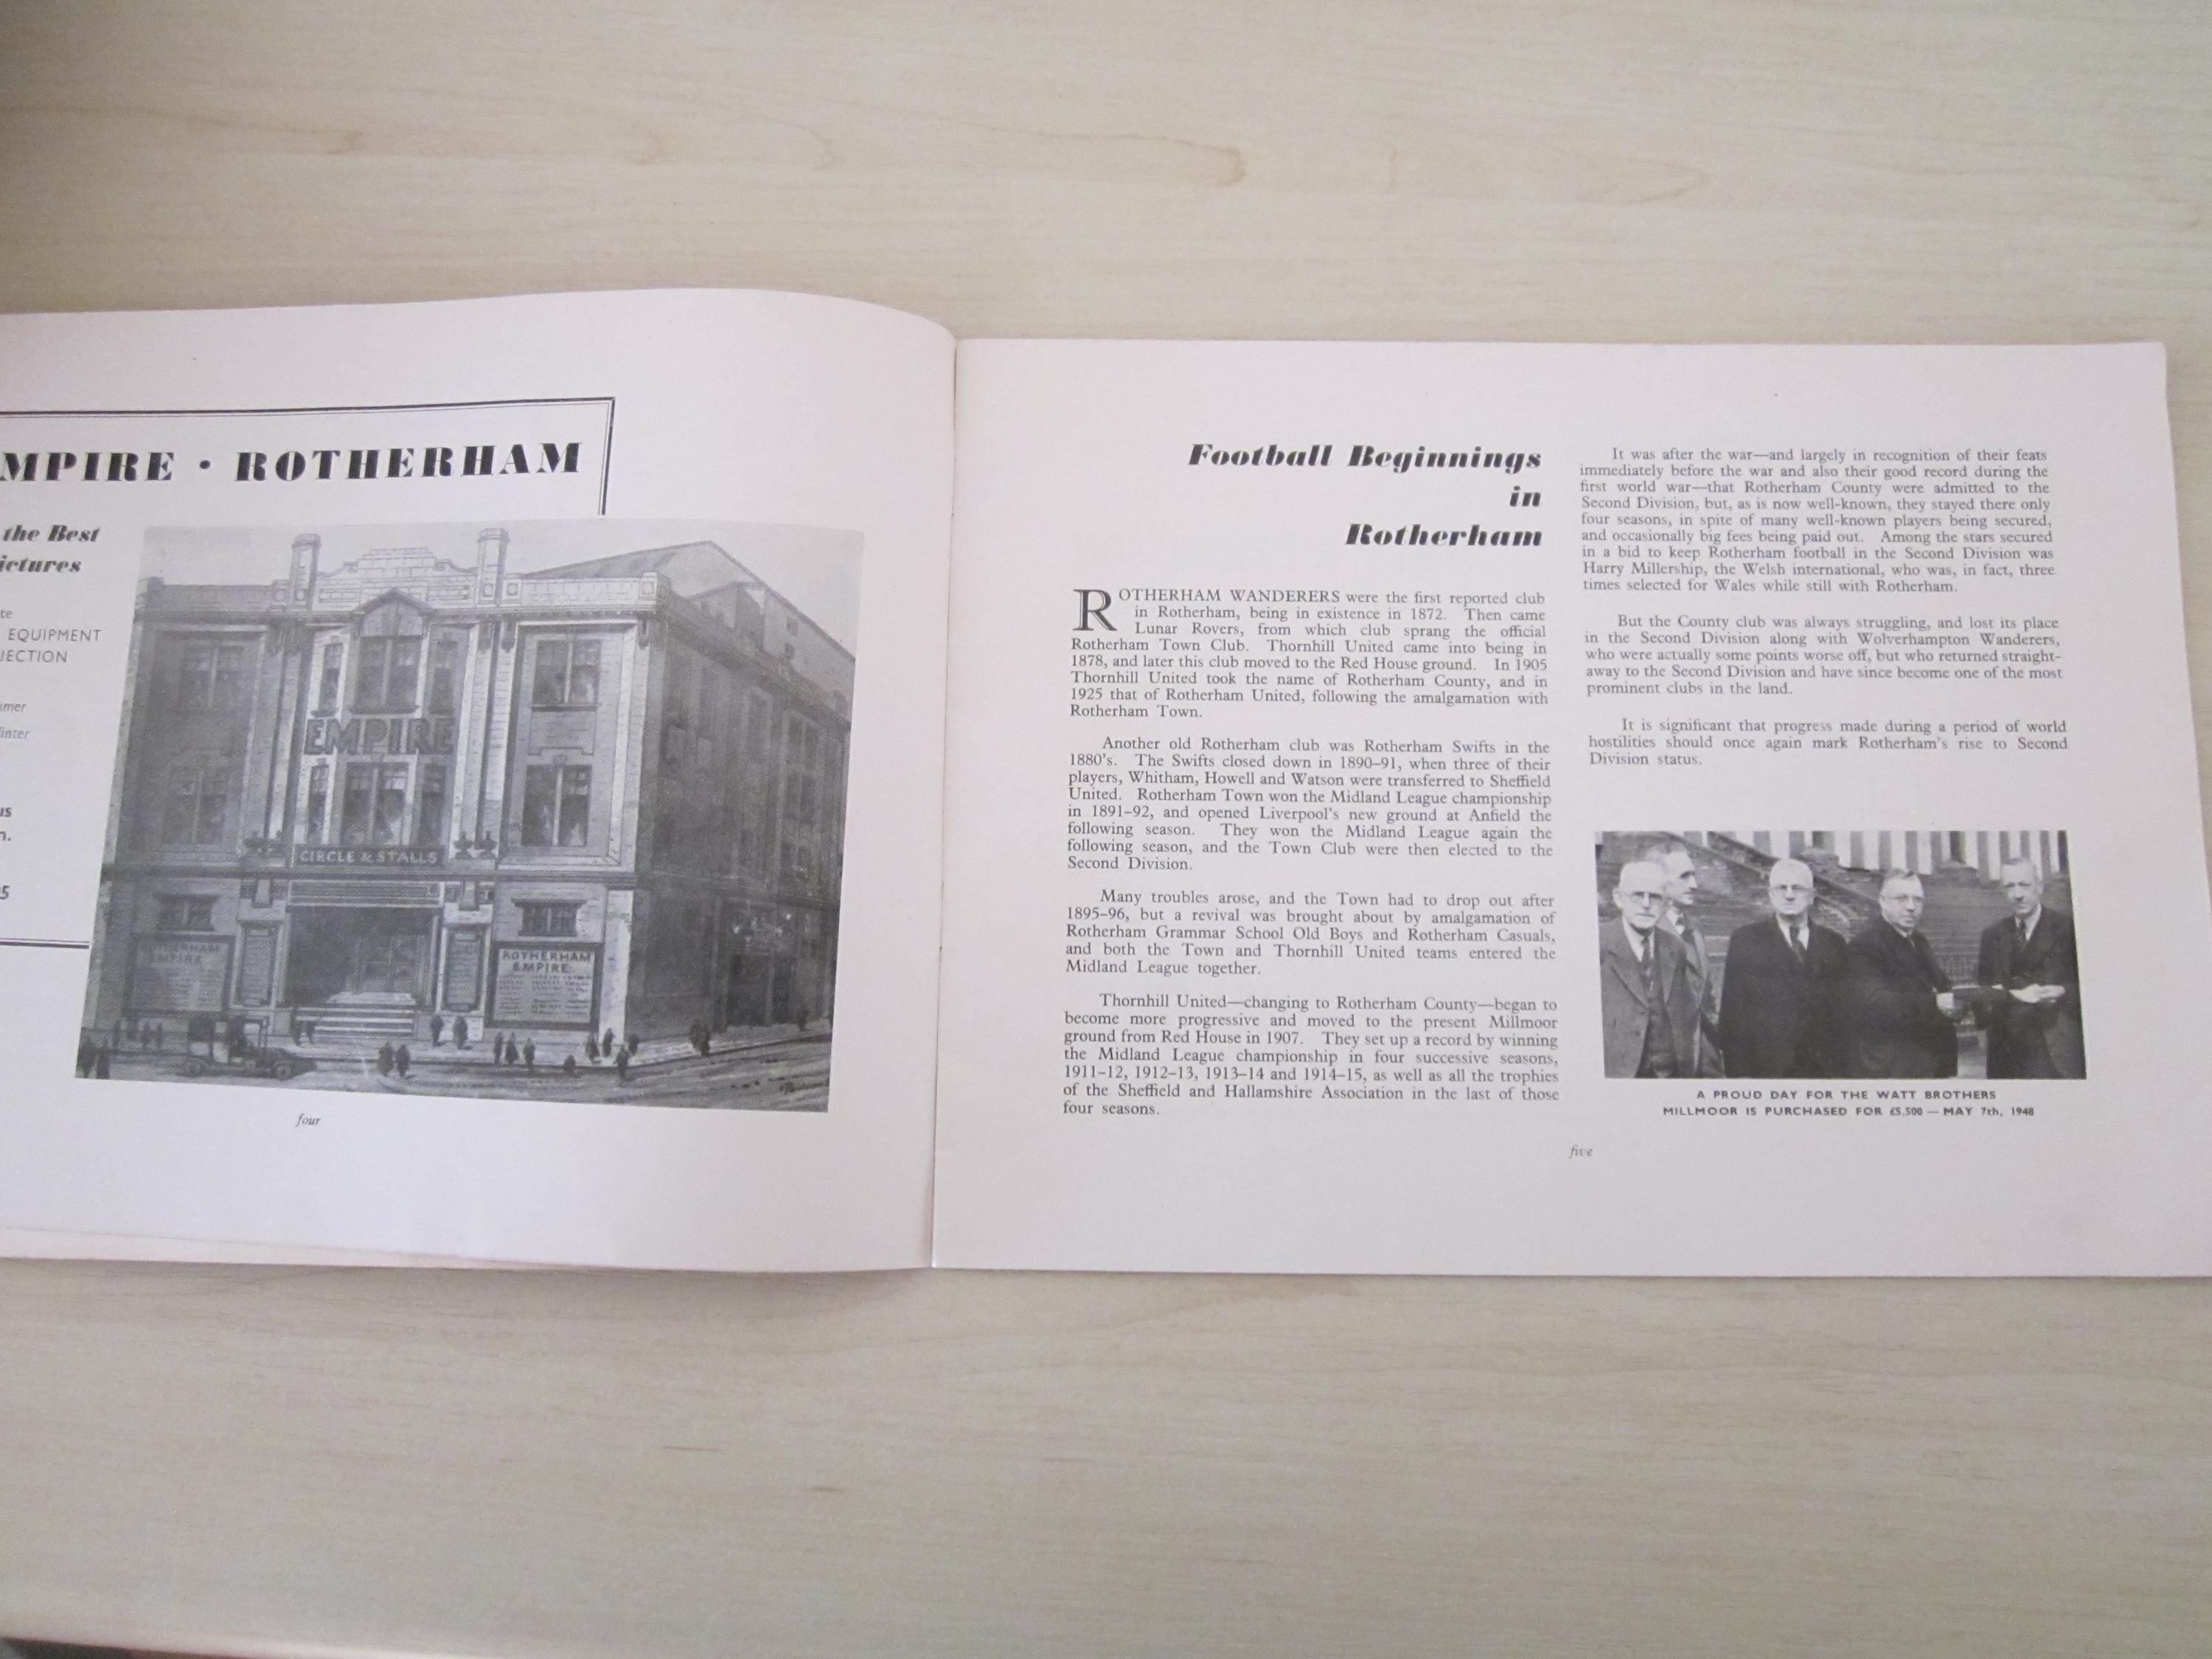 MPIRE · ROTHERHAM
the Best
ictures
te
EQUIPMENT
JECTION
mer
inter
us
n.
5
EMPIRE
CIRCLE & STALLS
ROTHERHAM
EMPIRE
ROTHERHAM
EMPIRE
four
Football Beginnings
in
Rotherham
ROTHERHAM WANDERERS were the first reported club
in Rotherham, being in existence in 1872. Then came
Lunar Rovers, from which club sprang the official
Rotherham Town Club. Thornhill United came into being in
1878, and later this club moved to the Red House ground. In 1905
Thornhill United took the name of Rotherham County, and in
1925 that of Rotherham United, following the amalgamation with
Rotherham Town.
Another old Rotherham club was Rotherham Swifts in the
1880's. The Swifts closed down in 1890–91, when three of their
players, Whitham, Howell and Watson were transferred to Sheffield
United. Rotherham Town won the Midland League championship
in 1891–92, and opened Liverpool's new ground at Anfield the
following season. They won the Midland League again the
following season, and the Town Club were then elected to the
Second Division.
Many troubles arose, and the Town had to drop out after
1895–96, but a revival was brought about by amalgamation of
Rotherham Grammar School Old Boys and Rotherham Casuals,
and both the Town and Thornhill United teams entered the
Midland League together.
Thornhill United—changing to Rotherham County—began to
become more progressive and moved to the present Millmoor
ground from Red House in 1907. They set up a record by winning
the Midland League championship in four successive seasons,
1911–12, 1912–13, 1913–14 and 1914–15, as well as all the trophies
of the Sheffield and Hallamshire Association in the last of those
four seasons.
It was after the war—and largely in recognition of their feats
immediately before the war and also their good record during the
first world war—that Rotherham County were admitted to the
Second Division, but, as is now well-known, they stayed there only
four seasons, in spite of many well-known players being secured,
and occasionally big fees being paid out. Among the stars secured
in a bid to keep Rotherham football in the Second Division was
Harry Millership, the Welsh international, who was, in fact, three
times selected for Wales while still with Rotherham.
But the County club was always struggling, and lost its place
in the Second Division along with Wolverhampton Wanderers,
who were actually some points worse off, but who returned straight-
away to the Second Division and have since become one of the most
prominent clubs in the land.
It is significant that progress made during a period of world
hostilities should once again mark Rotherham's rise to Second
Division status.
A PROUD DAY FOR THE WATT BROTHERS
MILLMOOR IS PURCHASED FOR £5,500 — MAY 7th, 1948
five